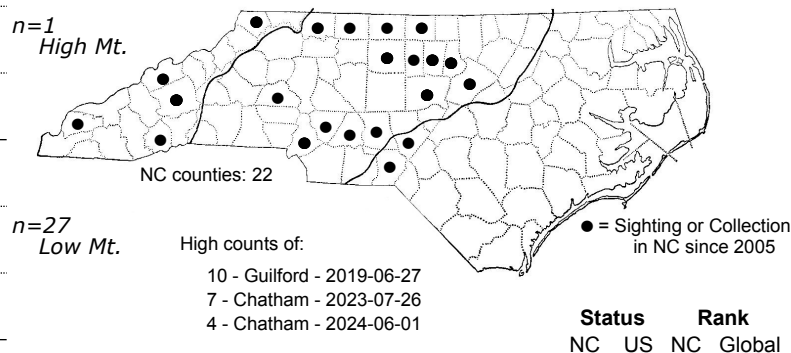 n=1
High Mt.
NC counties: 22
n=27
Low Mt.
High counts of:
10 - Guilford - 2019-06-27
7 - Chatham - 2023-07-26
4 - Chatham - 2024-06-01
● = Sighting or Collection
in NC since 2005
Status Rank
NC US NC Global